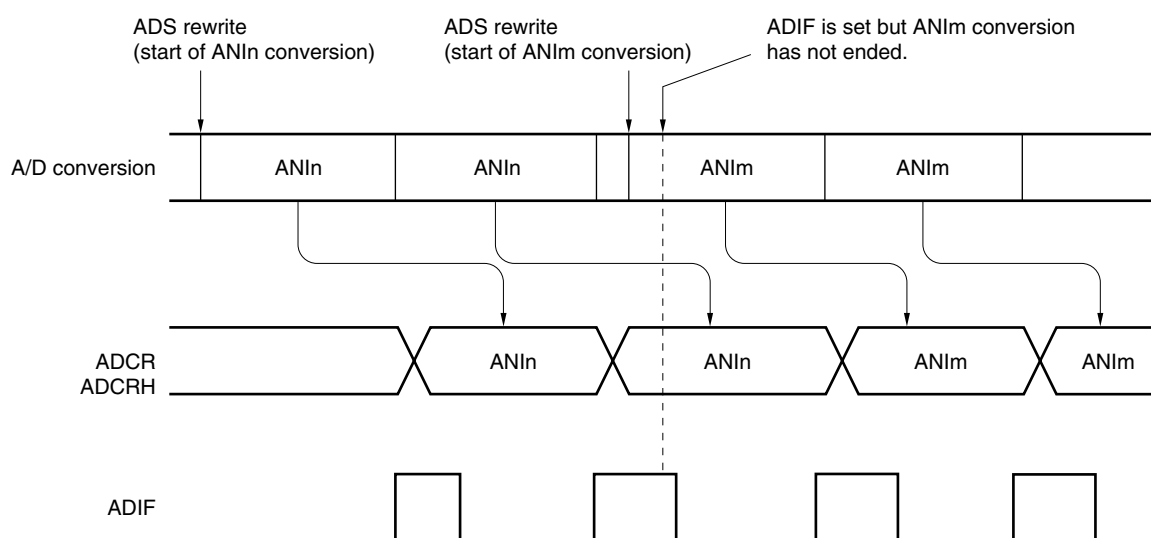 ADS rewrite
(start of ANIn conversion)
ADS rewrite
(start of ANIm conversion)
ADIF is set but ANIm conversion
has not ended.
A/D conversion
ANIn
ANIn
ANIm
ANIm
ADCR
ADCRH
ANIn
ANIn
ANIm
ANIm
ADIF